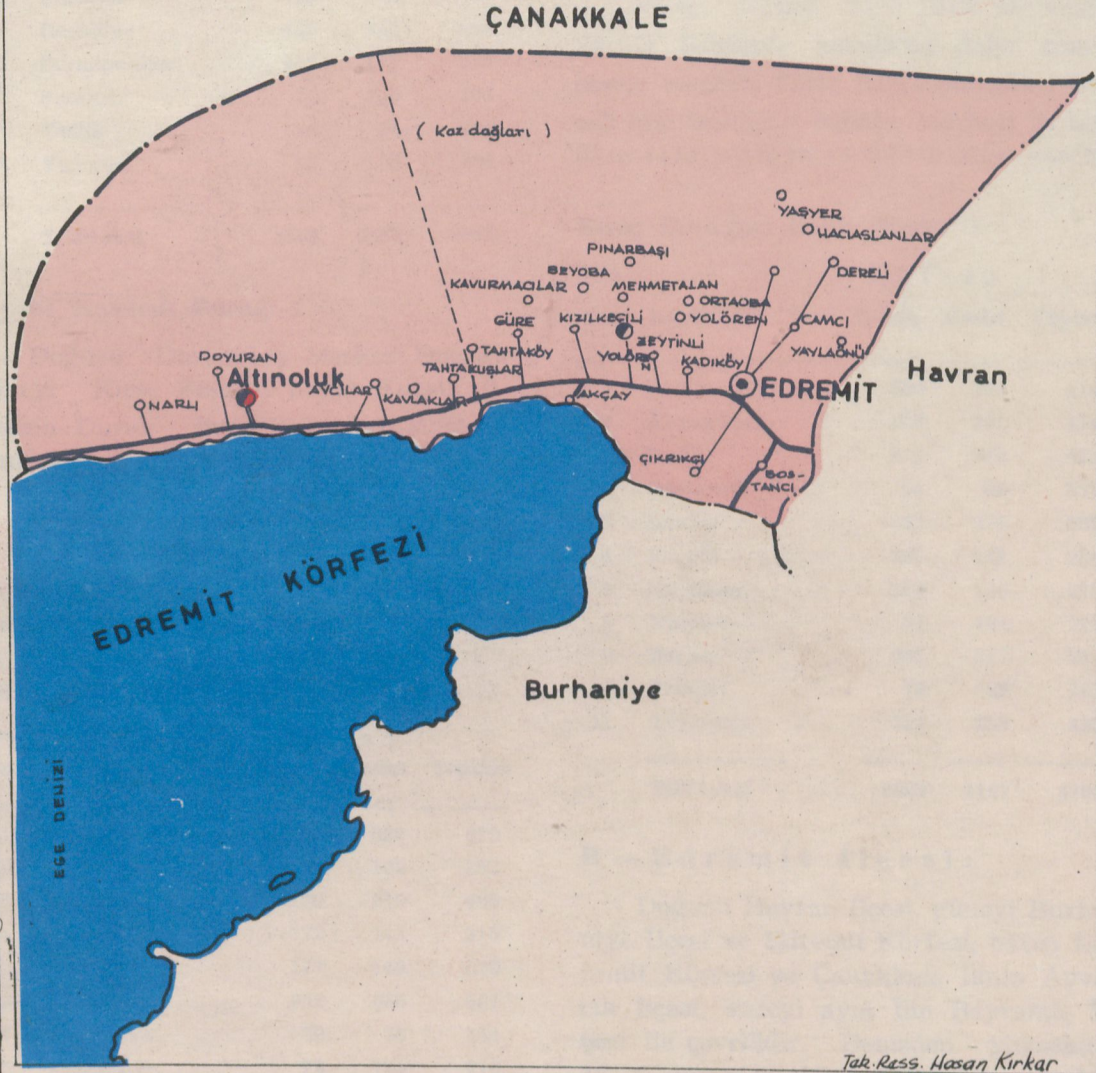 ÇANAKKALE
( Kaz dağları )
YAŞYER
HACIASLANLAR
PINARBAŞI
DERELİ
BEYOBA
KAVURMACILAR
MEHMETALAN
ORTAOBA
GÜRE
KIZILKEÇİLİ
YOLÖREN
CAMCI
ZEYTİNLİ
TAHTAKÖY
YOLÖREN
YAYLAÖNÜ
DOYURAN
KADIKÖY
Havran
TAHTAKUŞLAR
Altınoluk
AVCILAR
KAVLAKLAR
EDREMİT
NARLI
AKÇAY
ÇIKRIKÇI
BOS-
TANCI
EDREMİT KÖRFEZİ
Burhaniye
EGE DENİZİ
Tek.Ress. Hasan Kırkar